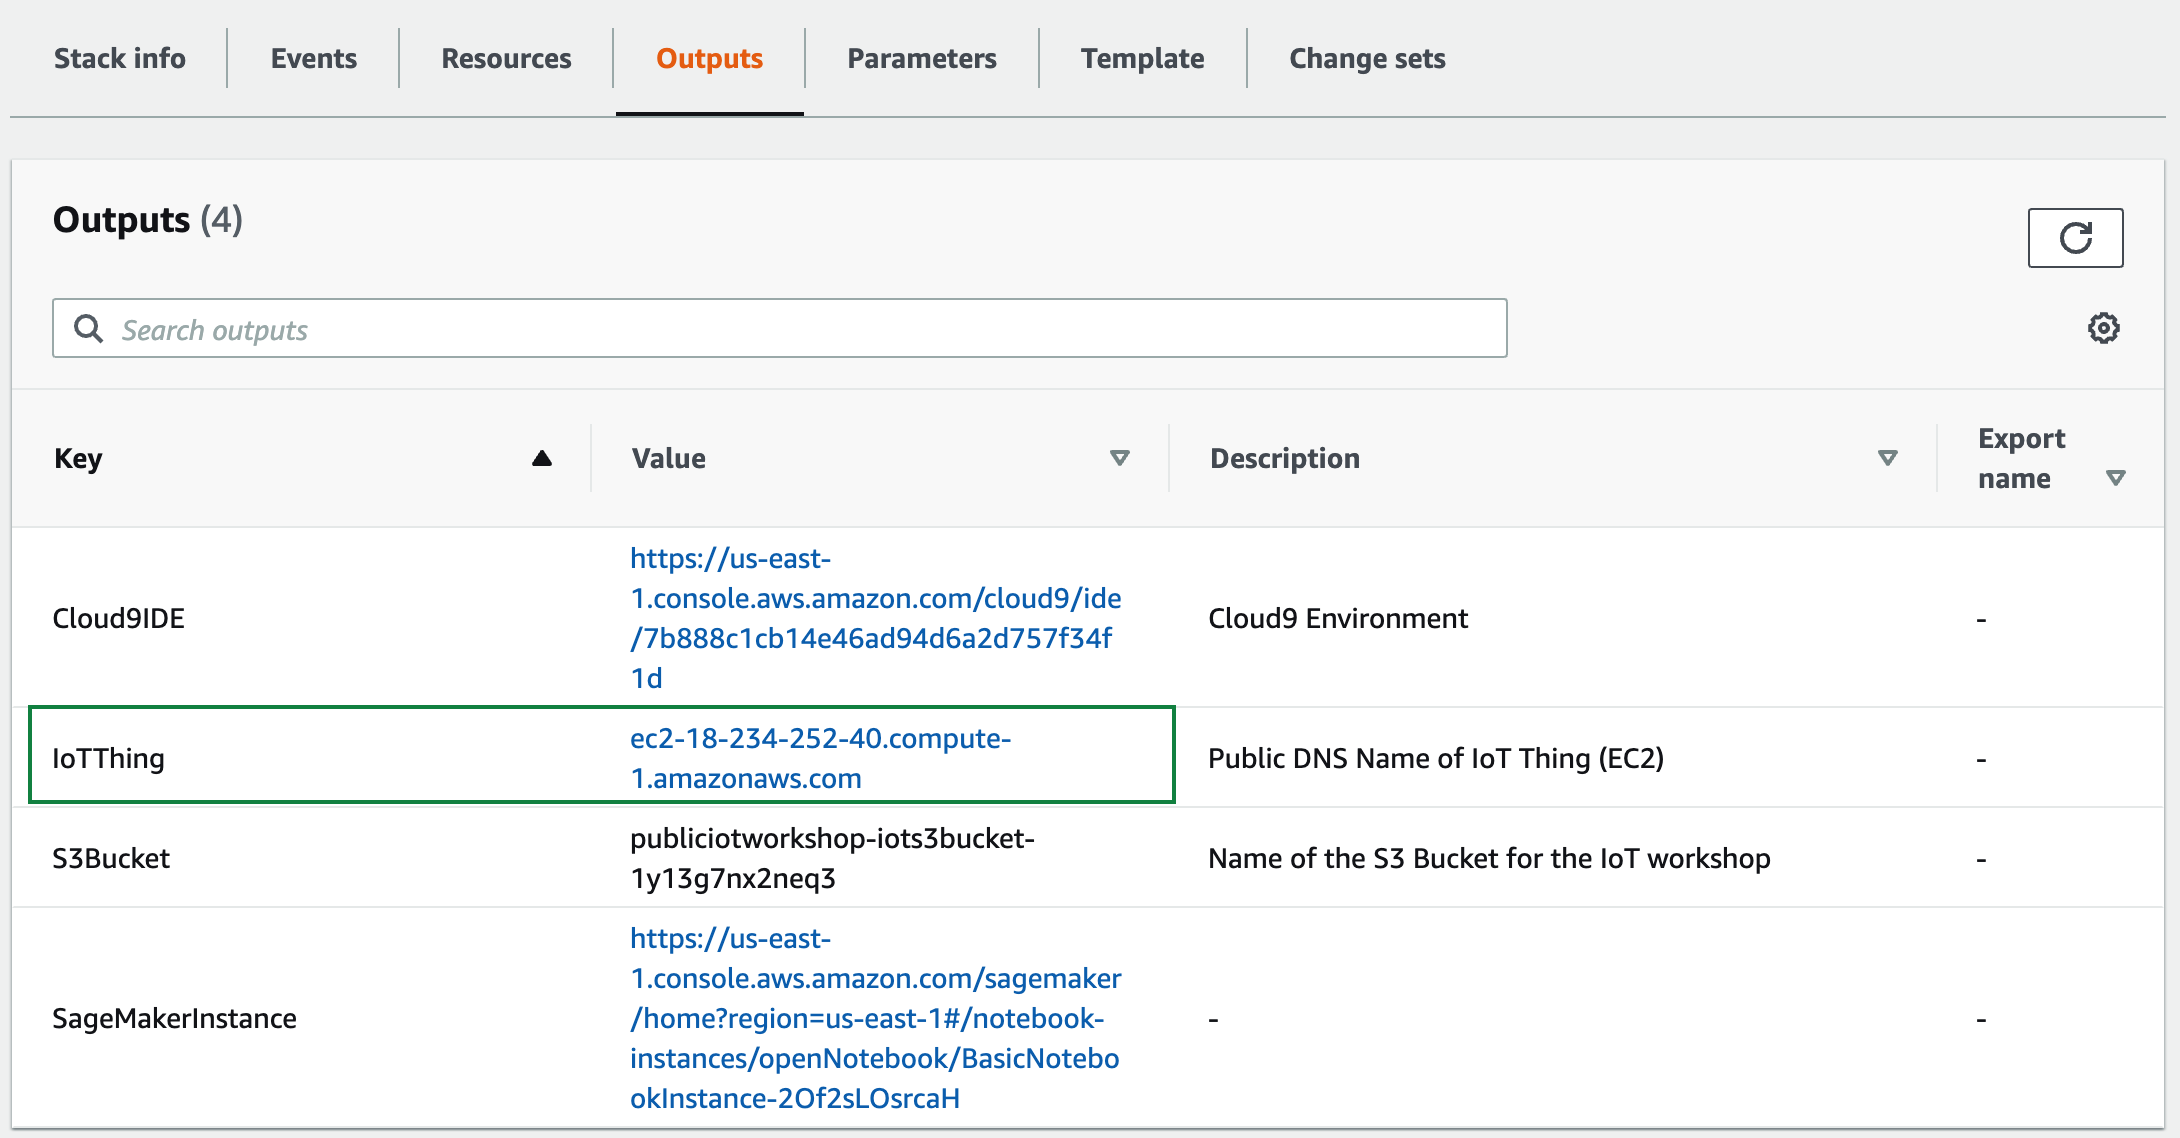 Stack info
Events
Resources
Outputs
Parameters
Template
Change sets
Outputs (4)
Search outputs
Key
Value
Description
Export
name
Cloud9IDE
https://us-east-
1.console.aws.amazon.com/cloud9/ide
/7b888c1cb14e46ad94d6a2d757f34f
1d
Cloud9 Environment
-
IoTThing
ec2-18-234-252-40.compute-
1.amazonaws.com
Public DNS Name of IoT Thing (EC2)
-
S3Bucket
publiciotworkshop-iots3bucket-
1y13g7nx2neq3
Name of the S3 Bucket for the IoT workshop
-
SageMakerInstance
https://us-east-
1.console.aws.amazon.com/sagemaker
/home?region=us-east-1#/notebook-
instances/openNotebook/BasicNotebo
okInstance-2Of2sLOsrcaH
-
-